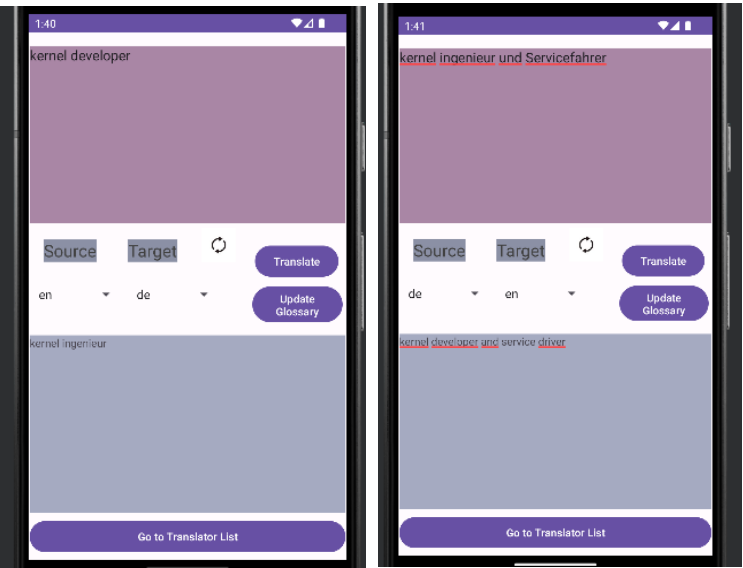 1:40
kernel developer
Source Target
Translate
en de
Update
Glossary
kernel ingenieur
Go to Translator List
1:41
kernel ingenieur und Servicefahrer
Source Target
Translate
de en
Update
Glossary
kernel developer und service driver
Go to Translator List